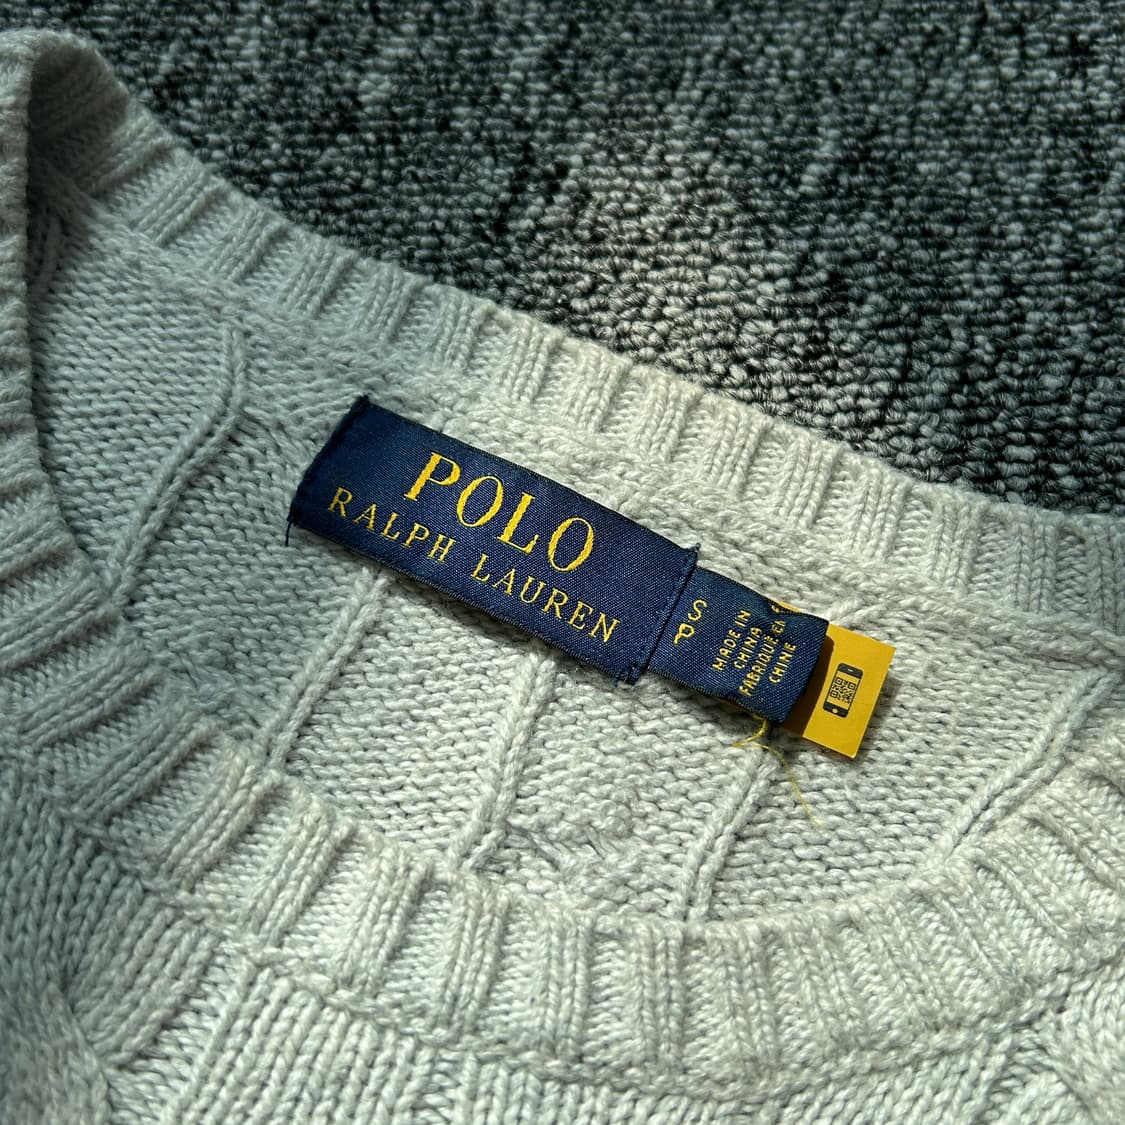 POLO
RALPH LAUREN
S
P
MADE IN
CHINA
FABRIQUÉ EN
CHINE